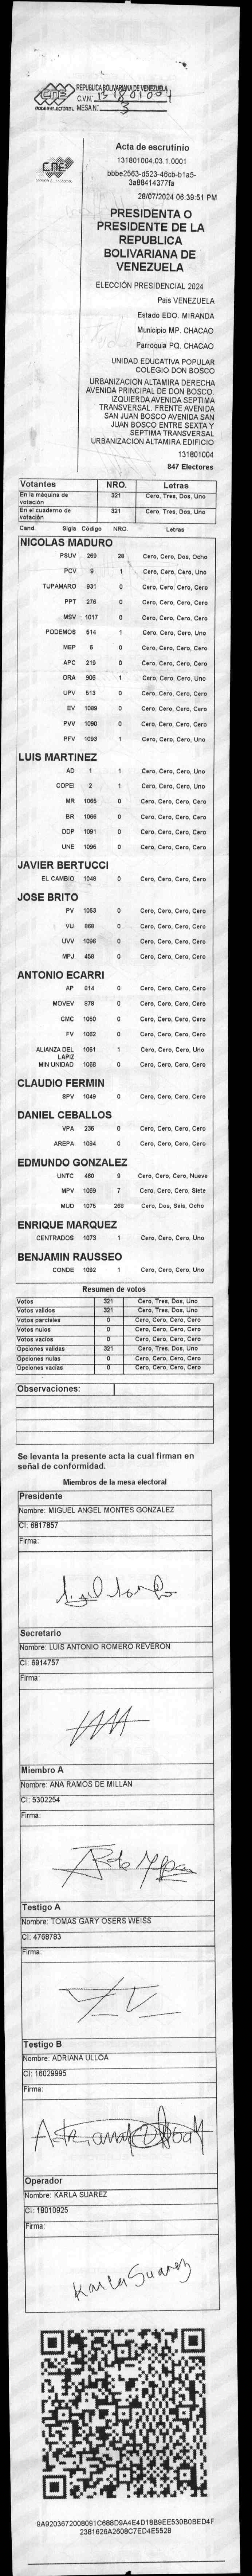 CNE
PODER ELECTORAL
REPUBLICA BOLIVARIANA DE VENEZUELA
C.V.N°: 131801004
MESA N°: 3
CNE
Acta de escrutinio
131801004.03.1.0001
bbbe2563-d523-46cb-b1a5-
3a89414377fa
28/07/2024 06:39:51 PM
PRESIDENTA O
PRESIDENTE DE LA
REPUBLICA
BOLIVARIANA DE
VENEZUELA
ELECCIÓN PRESIDENCIAL 2024
Pais VENEZUELA
Estado EDO. MIRANDA
Municipio MP. CHACAO
Parroquia PQ. CHACAO
UNIDAD EDUCATIVA POPULAR
COLEGIO DON BOSCO
URBANIZACION ALTAMIRA DERECHA
AVENIDA PRINCIPAL DE DON BOSCO.
IZQUIERDA AVENIDA SEPTIMA
TRANSVERSAL. FRENTE AVENIDA
SAN JUAN BOSCO AVENIDA SAN
JUAN BOSCO ENTRE SEXTA Y
SEPTIMA TRANSVERSAL
URBANIZACION ALTAMIRA EDIFICIO
131801004
847 Electores
Votantes NRO. Letras
En la máquina de votación 321 Cero, Tres, Dos, Uno
En el cuaderno de votación 321 Cero, Tres, Dos, Uno
Cand. Sigla Código NRO. Letras
NICOLAS MADURO
PSUV 269 28 Cero, Cero, Dos, Ocho
PCV 9 1 Cero, Cero, Cero, Uno
TUPAMARO 931 0 Cero, Cero, Cero, Cero
PPT 276 0 Cero, Cero, Cero, Cero
MSV 1017 0 Cero, Cero, Cero, Cero
PODEMOS 514 1 Cero, Cero, Cero, Uno
MEP 6 0 Cero, Cero, Cero, Cero
APC 219 0 Cero, Cero, Cero, Cero
ORA 906 1 Cero, Cero, Cero, Uno
UPV 513 0 Cero, Cero, Cero, Cero
EV 1089 0 Cero, Cero, Cero, Cero
PVV 1090 0 Cero, Cero, Cero, Cero
PFV 1093 1 Cero, Cero, Cero, Uno
LUIS MARTINEZ
AD 1 1 Cero, Cero, Cero, Uno
COPEI 2 1 Cero, Cero, Cero, Uno
MR 1065 0 Cero, Cero, Cero, Cero
BR 1066 0 Cero, Cero, Cero, Cero
DDP 1091 0 Cero, Cero, Cero, Cero
UNE 1095 0 Cero, Cero, Cero, Cero
JAVIER BERTUCCI
EL CAMBIO 1046 0 Cero, Cero, Cero, Cero
JOSE BRITO
PV 1053 0 Cero, Cero, Cero, Cero
VU 868 0 Cero, Cero, Cero, Cero
UVV 1096 0 Cero, Cero, Cero, Cero
MPJ 458 0 Cero, Cero, Cero, Cero
ANTONIO ECARRI
AP 814 0 Cero, Cero, Cero, Cero
MOVEV 979 0 Cero, Cero, Cero, Cero
CMC 1050 0 Cero, Cero, Cero, Cero
FV 1062 0 Cero, Cero, Cero, Cero
ALIANZA DEL LAPIZ 1051 1 Cero, Cero, Cero, Uno
MIN UNIDAD 1068 0 Cero, Cero, Cero, Cero
CLAUDIO FERMIN
SPV 1049 0 Cero, Cero, Cero, Cero
DANIEL CEBALLOS
VPA 236 0 Cero, Cero, Cero, Cero
AREPA 1094 0 Cero, Cero, Cero, Cero
EDMUNDO GONZALEZ
UNTC 460 9 Cero, Cero, Cero, Nueve
MPV 1069 7 Cero, Cero, Cero, Siete
MUD 1075 268 Cero, Dos, Seis, Ocho
ENRIQUE MARQUEZ
CENTRADOS 1073 1 Cero, Cero, Cero, Uno
BENJAMIN RAUSSEO
CONDE 1092 1 Cero, Cero, Cero, Uno
Resumen de votos
Votos 321 Cero, Tres, Dos, Uno
Votos validos 321 Cero, Tres, Dos, Uno
Votos parciales 0 Cero, Cero, Cero, Cero
Votos nulos 0 Cero, Cero, Cero, Cero
Votos vacios 0 Cero, Cero, Cero, Cero
Opciones validas 321 Cero, Tres, Dos, Uno
Opciones nulas 0 Cero, Cero, Cero, Cero
Opciones vacias 0 Cero, Cero, Cero, Cero
Observaciones:
Se levanta la presente acta la cual firman en
señal de conformidad.
Miembros de la mesa electoral
Presidente
Nombre: MIGUEL ANGEL MONTES GONZALEZ
CI: 6817857
Firma:
Secretario
Nombre: LUIS ANTONIO ROMERO REVERON
CI: 6914757
Firma:
Miembro A
Nombre: ANA RAMOS DE MILLAN
CI: 5302254
Firma:
Testigo A
Nombre: TOMAS GARY OSERS WEISS
CI: 4768783
Firma:
Testigo B
Nombre: ADRIANA ULLOA
CI: 16029995
Firma:
Operador
Nombre: KARLA SUAREZ
CI: 18010925
Firma:
Karla Suarez
9A9203672008091C688D9A4E4D18B9EE530B0BED4F
2381626A2608C7ED4E5528